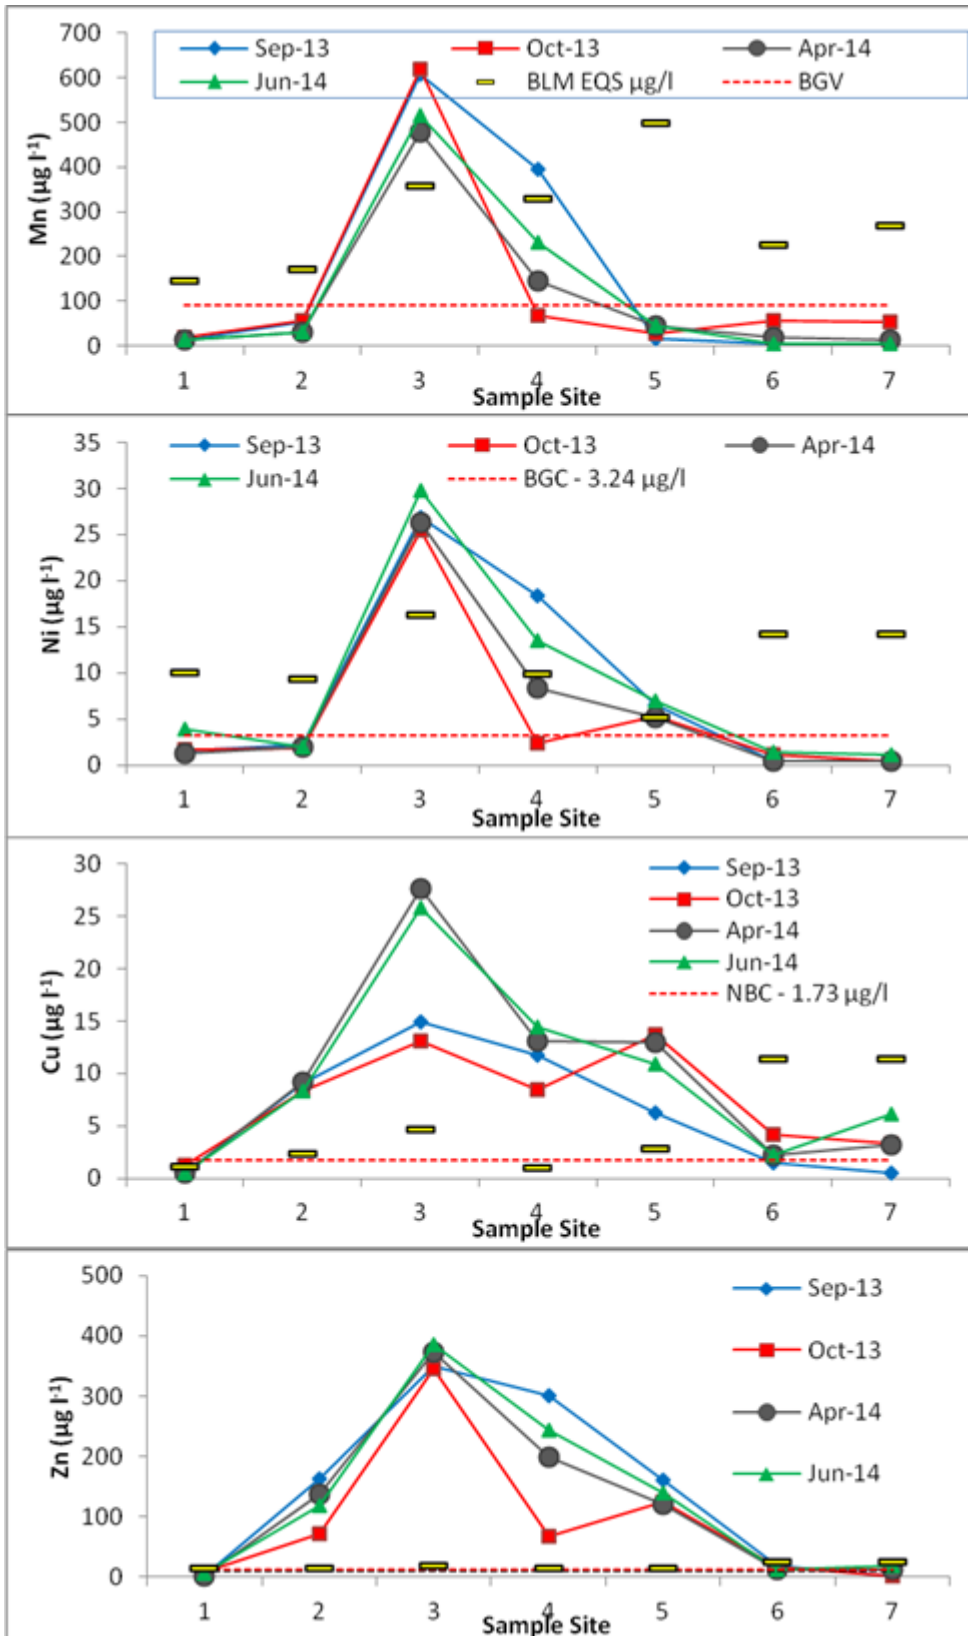 700
600
500
400
300
200
100
0
Mn (µg l-1)
Sep-13 Oct-13 Apr-14
Jun-14 BLM EQS µg/l BGV
1 2 3 4 5 6 7
Sample Site
35
30
25
20
15
10
5
0
Ni (µg l-1)
Sep-13 Oct-13 Apr-14
Jun-14 BGC - 3.24 µg/l
1 2 3 4 5 6 7
Sample Site
30
25
20
15
10
5
0
Cu (µg l-1)
Sep-13
Oct-13
Apr-14
Jun-14
NBC - 1.73 µg/l
1 2 3 4 5 6 7
Sample Site
500
400
300
200
100
0
Zn (µg l-1)
Sep-13
Oct-13
Apr-14
Jun-14
1 2 3 4 5 6 7
Sample Site